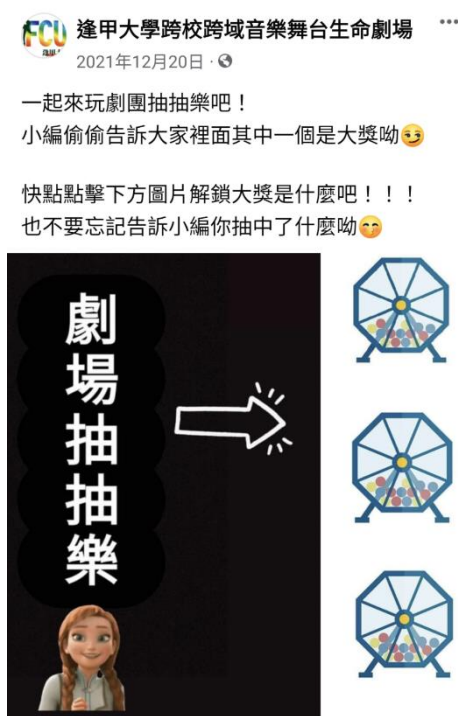 FCU
逢甲大學跨校跨域音樂舞台生命劇場
2021年12月20日
一起來玩劇團抽抽樂吧！
小編偷偷告訴大家裡面其中一個是大獎呦😏
快點點擊下方圖片解鎖大獎是什麼吧！！！
也不要忘記告訴小編你抽中了什麼呦😙
劇場抽抽樂